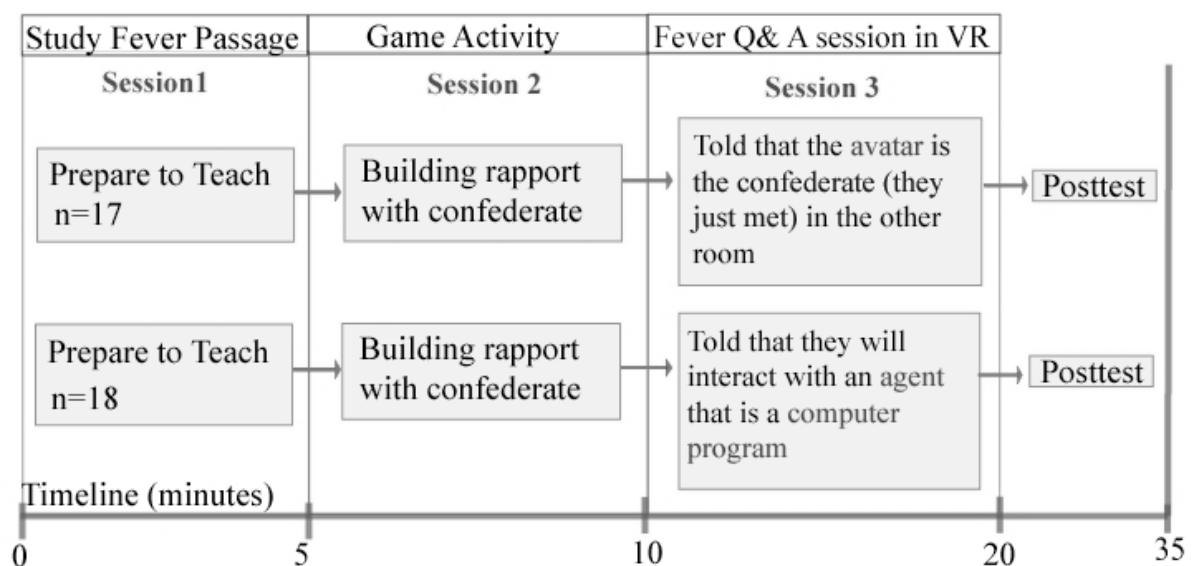 Study Fever Passage
Game Activity
Fever Q& A session in VR
Session1
Session 2
Session 3
Prepare to Teach
n=17
Building rapport
with confederate
Told that the avatar is
the confederate (they
just met) in the other
room
Posttest
Prepare to Teach
n=18
Building rapport
with confederate
Told that they will
interact with an agent
that is a computer
program
Posttest
Timeline (minutes)
0
5
10
20
35